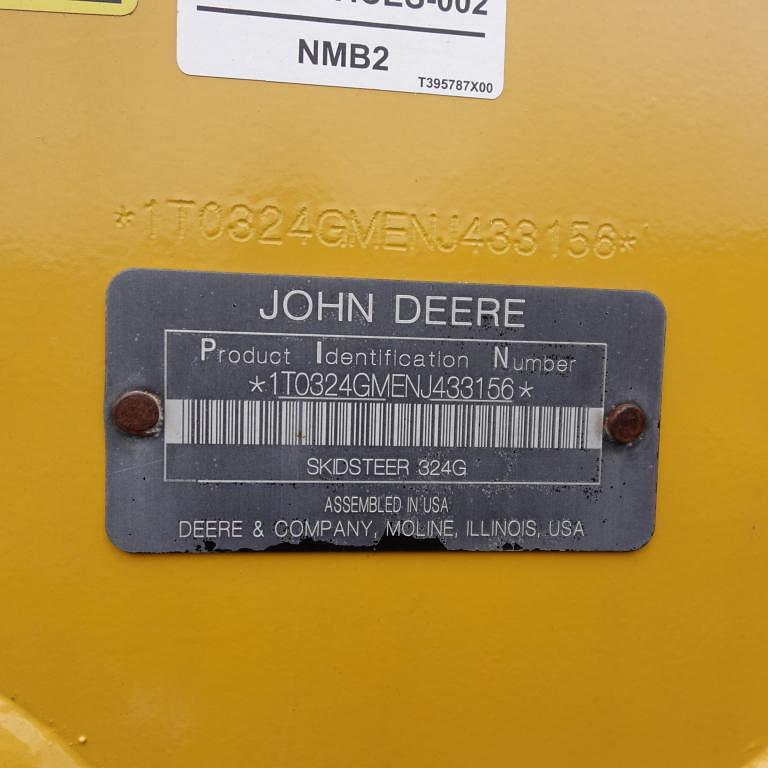 NMB2
T395787X00
*1T0324GMENJ433156*
JOHN DEERE
Product Identification Number
*1T0324GMENJ433156*
SKIDSTEER 324G
ASSEMBLED IN USA
DEERE & COMPANY, MOLINE, ILLINOIS, USA